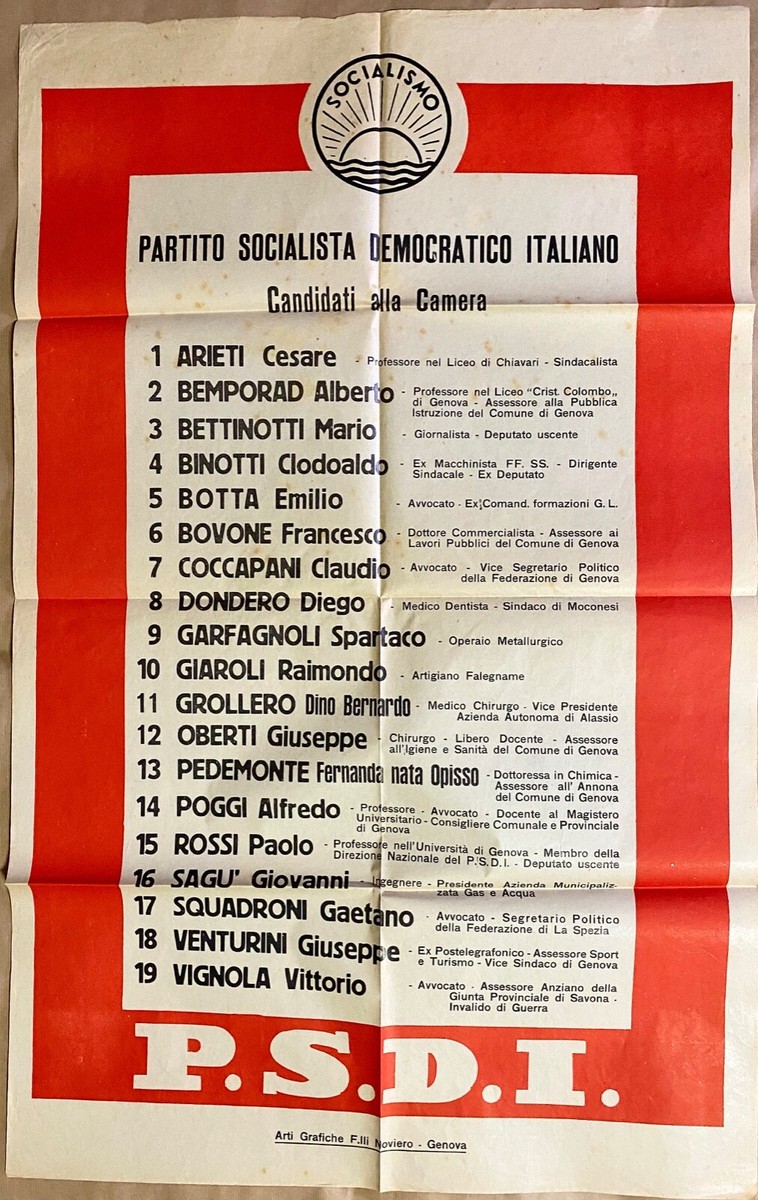 SOCIALISMO
PARTITO SOCIALISTA DEMOCRATICO ITALIANO
Candidati alla Camera
1 ARIETI Cesare - Professore nel Liceo di Chiavari - Sindacalista
2 BEMPORAD Alberto - Professore nel Liceo "Crist. Colombo„
di Genova - Assessore alla Pubblica
Istruzione del Comune di Genova
3 BETTINOTTI Mario - Giornalista - Deputato uscente
4 BINOTTI Clodoaldo - Ex Macchinista FF. SS. - Dirigente
Sindacale - Ex Deputato
5 BOTTA Emilio - Avvocato - Ex Comand. formazioni G. L.
6 BOVONE Francesco - Dottore Commercialista - Assessore ai
Lavori Pubblici del Comune di Genova
7 COCCAPANI Claudio - Avvocato - Vice Segretario Politico
della Federazione di Genova
8 DONDERO Diego - Medico Dentista - Sindaco di Moconesi
9 GARFAGNOLI Spartaco - Operaio Metallurgico
10 GIAROLI Raimondo - Artigiano Falegname
11 GROLLERO Dino Bernardo - Medico Chirurgo - Vice Presidente
Azienda Autonoma di Alassio
12 OBERTI Giuseppe - Chirurgo - Libero Docente - Assessore
all'Igiene e Sanità del Comune di Genova
13 PEDEMONTE Fernanda nata Opisso - Dottoressa in Chimica -
Assessore all' Annona
del Comune di Genova
14 POGGI Alfredo - Professore - Avvocato - Docente al Magistero
Universitario - Consigliere Comunale e Provinciale
di Genova
15 ROSSI Paolo - Professore nell'Università di Genova - Membro della
Direzione Nazionale del P.S.D.I. - Deputato uscente
16 SAGU' Giovanni - Ingegnere - Presidente Azienda Municipaliz-
zata Gas e Acqua
17 SQUADRONI Gaetano - Avvocato - Segretario Politico
della Federazione di La Spezia
18 VENTURINI Giuseppe - Ex Postelegrafonico - Assessore Sport
e Turismo - Vice Sindaco di Genova
19 VIGNOLA Vittorio - Avvocato - Assessore Anziano della
Giunta Provinciale di Savona -
Invalido di Guerra
P.S.D.I.
Arti Grafiche F.lli Noviero - Genova